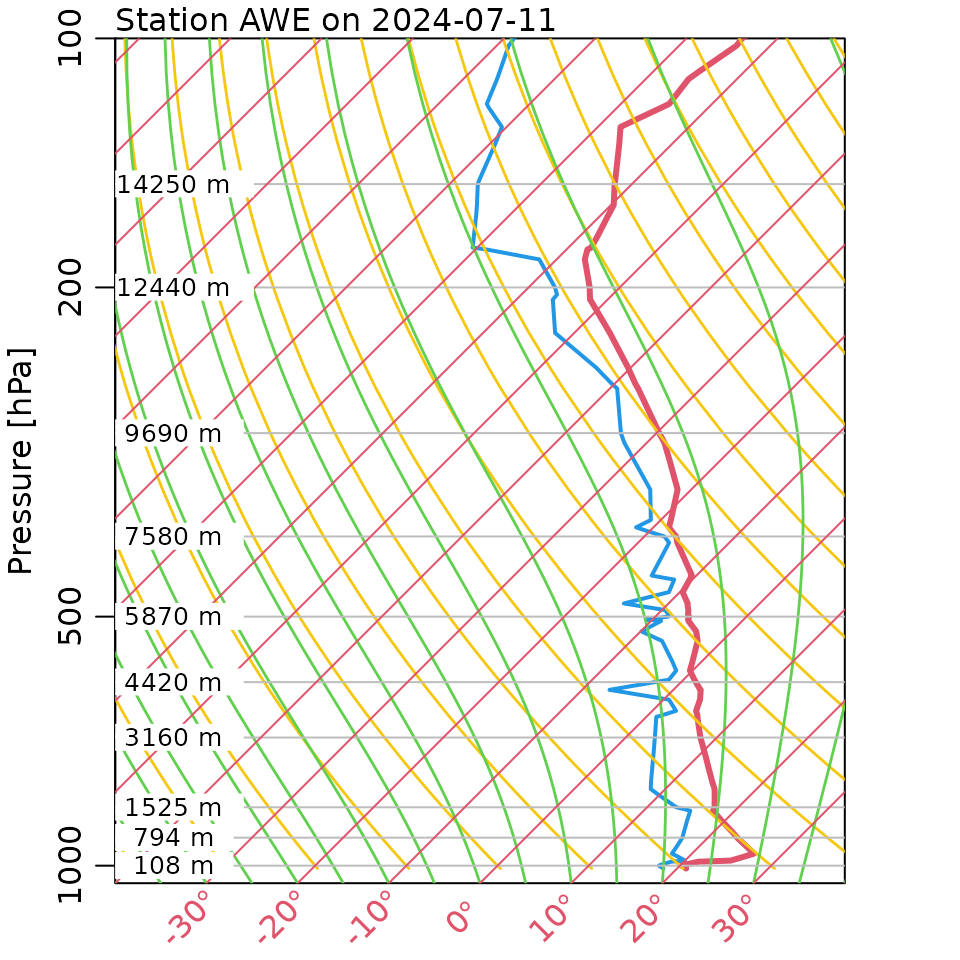 Station AWE on 2024-07-11
100
14250 m
200
12440 m
Pressure [hPa]
9690 m
7580 m
500
5870 m
4420 m
3160 m
1525 m
794 m
1000
108 m
-30° -20° -10° 0° 10° 20° 30°